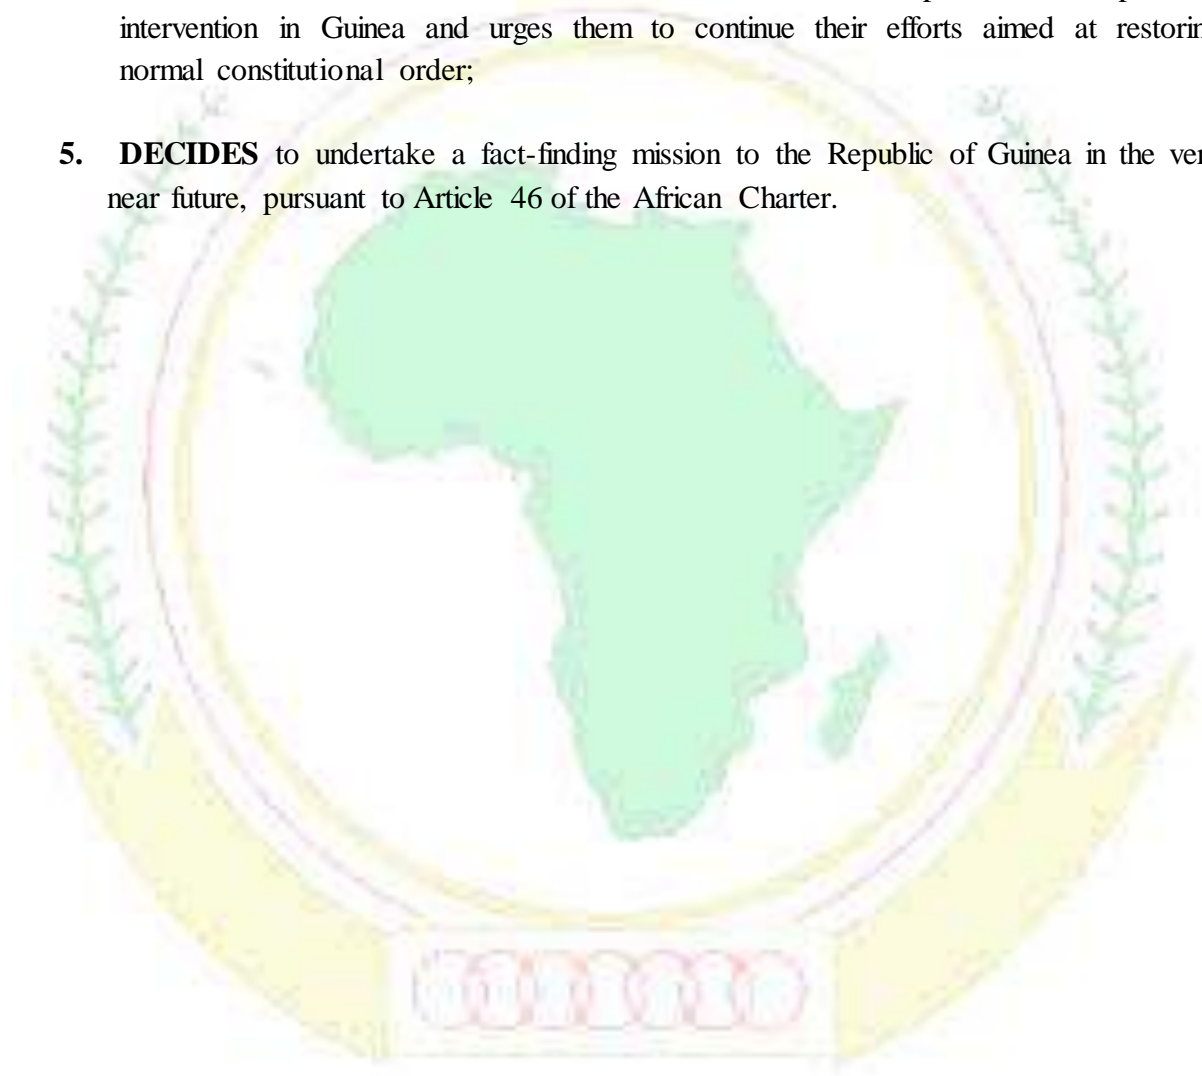 intervention in Guinea and urges them to continue their efforts aimed at
normal constitutional order;
5. DECIDES to undertake a fact-finding mission to the Republic of Guinea in the
near future, pursuant to Article 46 of the African Charter.